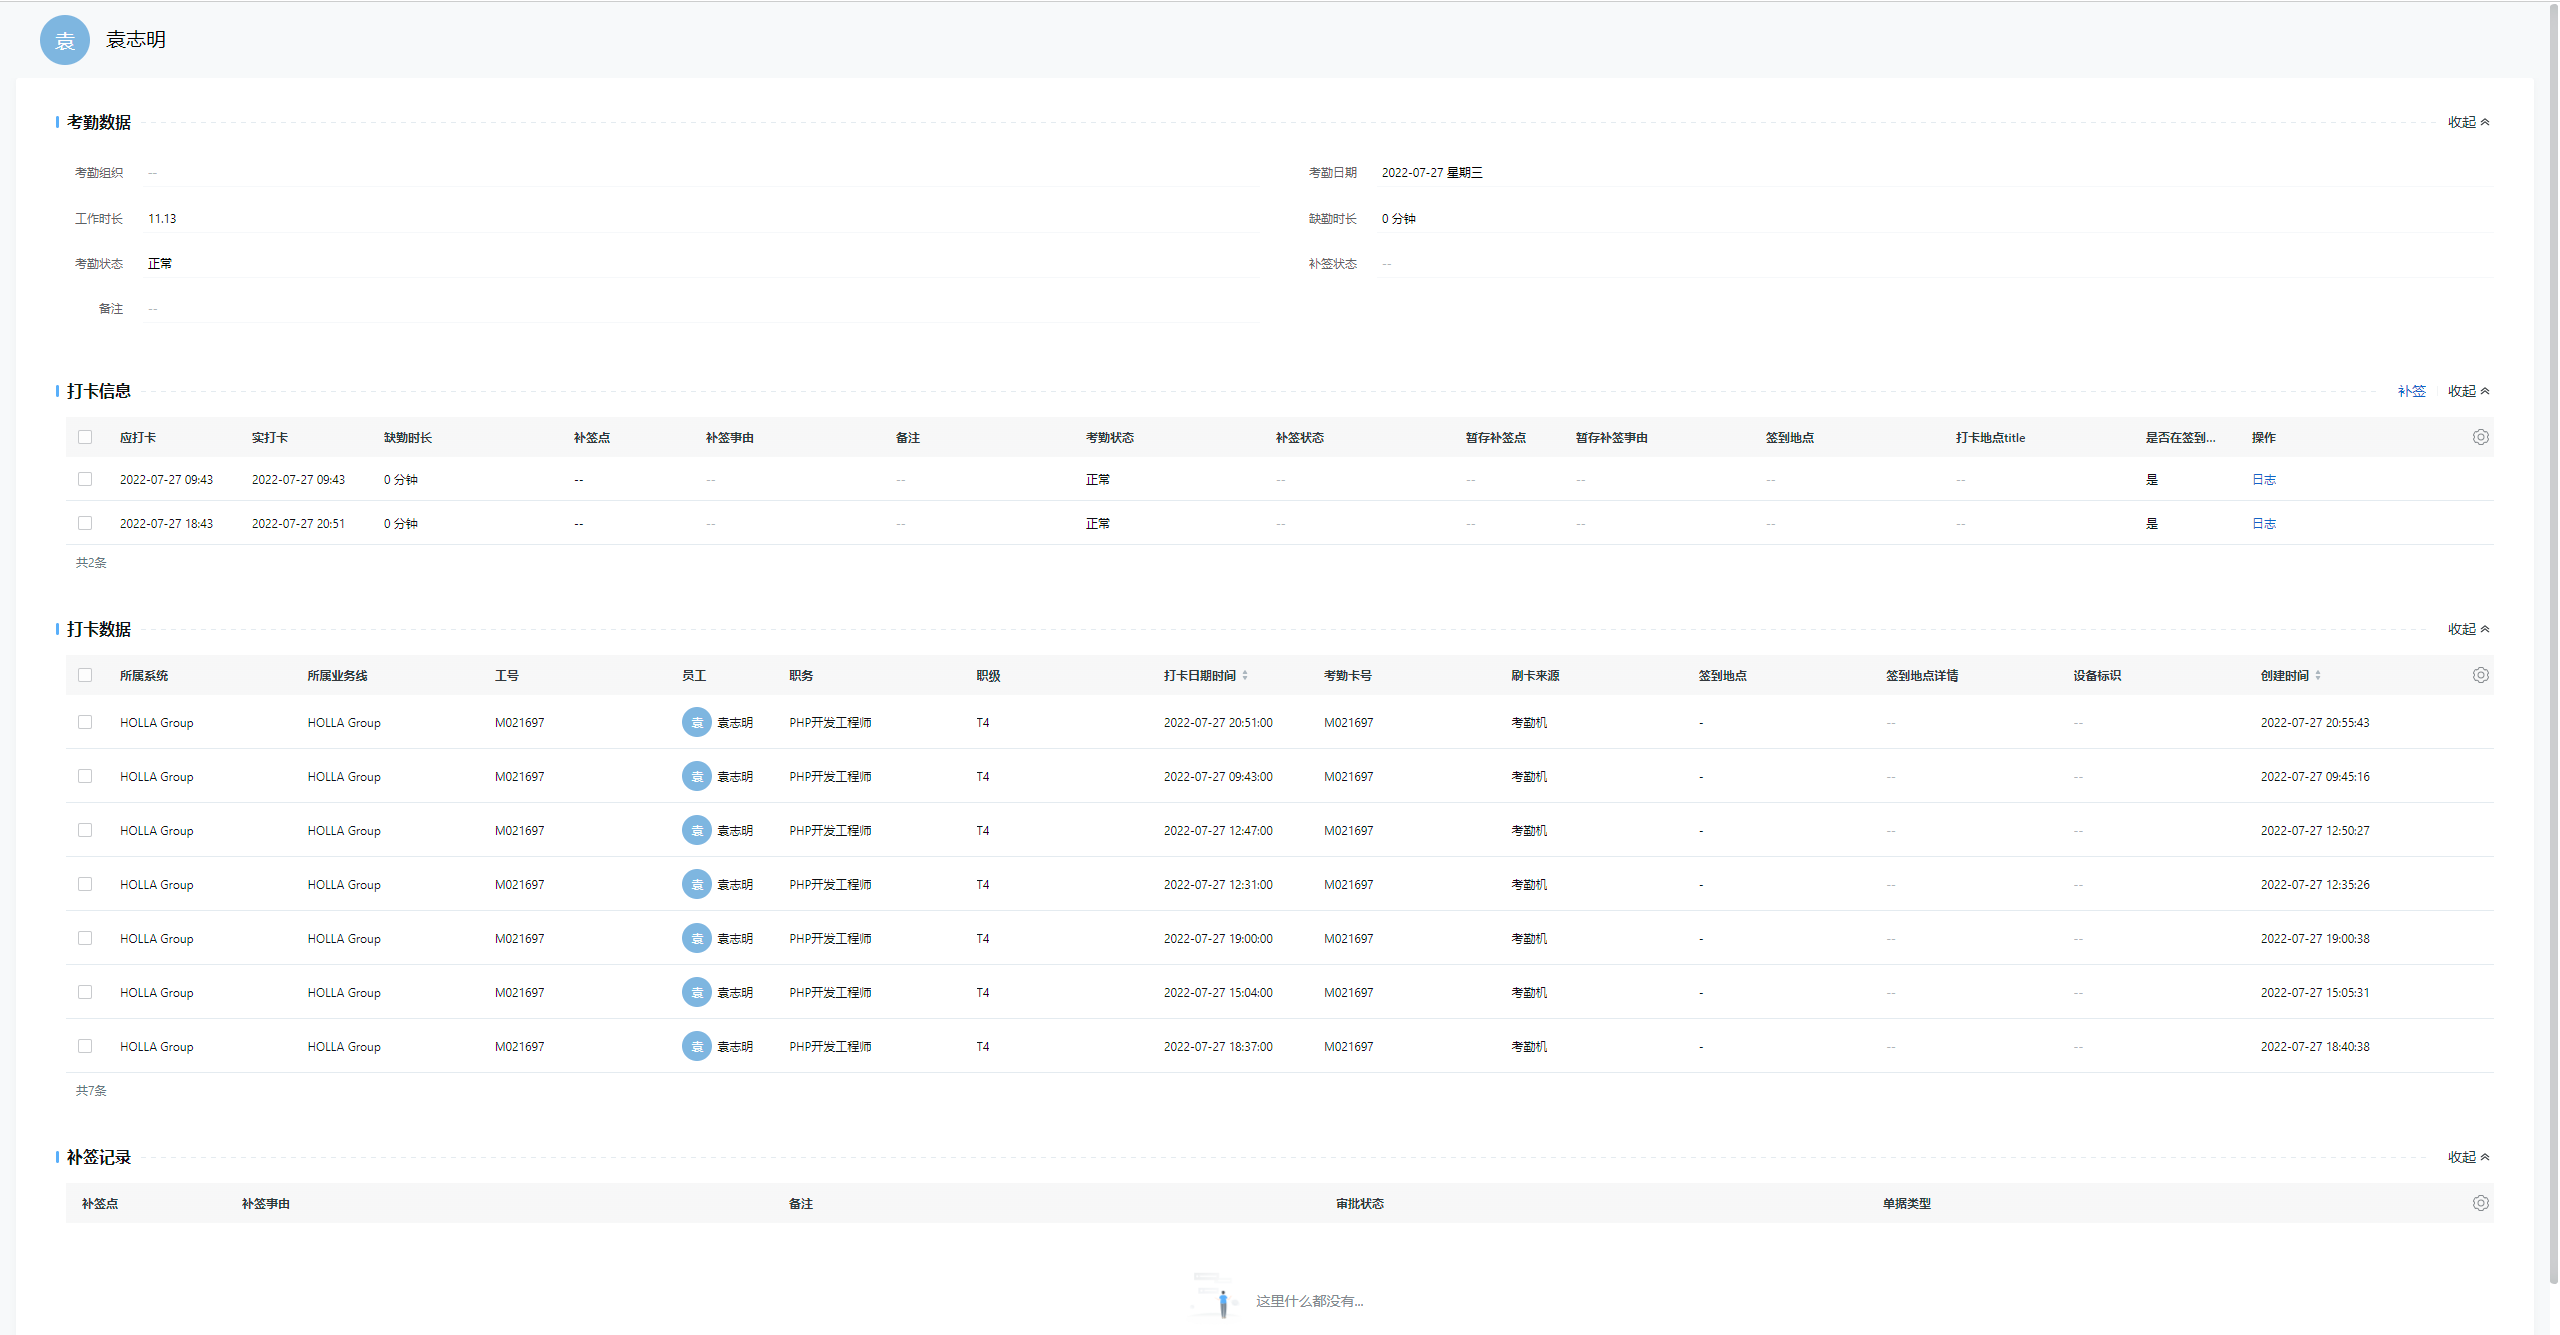 袁 袁志明
考勤数据 收起
考勤组织 -- 考勤日期 2022-07-27 星期三
工作时长 11.13 缺勤时长 0 分钟
考勤状态 正常 补签状态 --
备注 --
打卡信息 补签 收起
应打卡 实打卡 缺勤时长 补签点 补签事由 备注 考勤状态 补签状态 暂存补签点 暂存补签事由 签到地点 打卡地点title 是否在签到... 操作
2022-07-27 09:43 2022-07-27 09:43 0 分钟 -- -- -- 正常 -- -- -- -- -- 是 日志
2022-07-27 18:43 2022-07-27 20:51 0 分钟 -- -- -- 正常 -- -- -- -- -- 是 日志
共2条
打卡数据 收起
所属系统 所属业务线 工号 员工 职务 职级 打卡日期时间 考勤卡号 刷卡来源 签到地点 签到地点详情 设备标识 创建时间
HOLLA Group HOLLA Group M021697 袁 袁志明 PHP开发工程师 T4 2022-07-27 20:51:00 M021697 考勤机 - -- -- 2022-07-27 20:55:43
HOLLA Group HOLLA Group M021697 袁 袁志明 PHP开发工程师 T4 2022-07-27 09:43:00 M021697 考勤机 - -- -- 2022-07-27 09:45:16
HOLLA Group HOLLA Group M021697 袁 袁志明 PHP开发工程师 T4 2022-07-27 12:47:00 M021697 考勤机 - -- -- 2022-07-27 12:50:27
HOLLA Group HOLLA Group M021697 袁 袁志明 PHP开发工程师 T4 2022-07-27 12:31:00 M021697 考勤机 - -- -- 2022-07-27 12:35:26
HOLLA Group HOLLA Group M021697 袁 袁志明 PHP开发工程师 T4 2022-07-27 19:00:00 M021697 考勤机 - -- -- 2022-07-27 19:00:38
HOLLA Group HOLLA Group M021697 袁 袁志明 PHP开发工程师 T4 2022-07-27 15:04:00 M021697 考勤机 - -- -- 2022-07-27 15:05:31
HOLLA Group HOLLA Group M021697 袁 袁志明 PHP开发工程师 T4 2022-07-27 18:37:00 M021697 考勤机 - -- -- 2022-07-27 18:40:38
共7条
补签记录 收起
补签点 补签事由 备注 审批状态 单据类型
这里什么都没有...